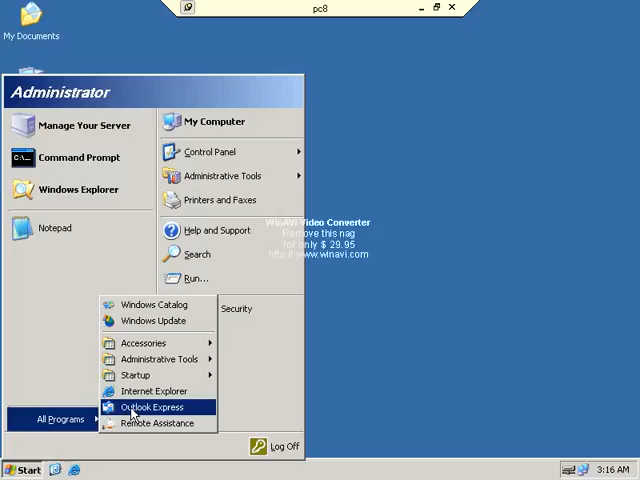 pc8
My Documents
Administrator
Manage Your Server
Command Prompt
Windows Explorer
Notepad
My Computer
Control Panel
Administrative Tools
Printers and Faxes
Help and Support
Search
Run...
Security
WinAVi Video Converter
Remove this nag
for only $ 29.95
http:// www.winavi.com
Windows Catalog
Windows Update
Accessories
Administrative Tools
Startup
Internet Explorer
Outlook Express
Remote Assistance
All Programs
Log Off
Start
3:16 AM